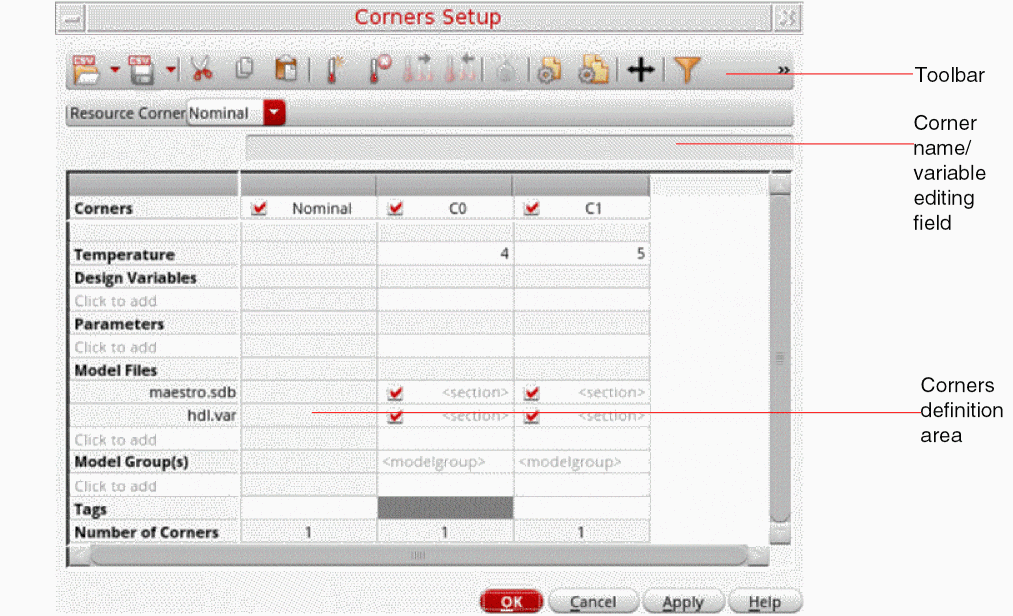 Corners Setup
CSV CSV »
Toolbar
Resource Corner Nominal
Corner
name/
variable
editing
field
Corners Nominal C0 C1
Temperature 4 5
Design Variables
Click to add
Parameters
Click to add
Model Files
maestro.sdb <section> <section>
hdl.var <section> <section>
Corners
definition
area
Click to add
Model Group(s) <modelgroup> <modelgroup>
Click to add
Tags
Number of Corners 1 1 1
OK Cancel Apply Help